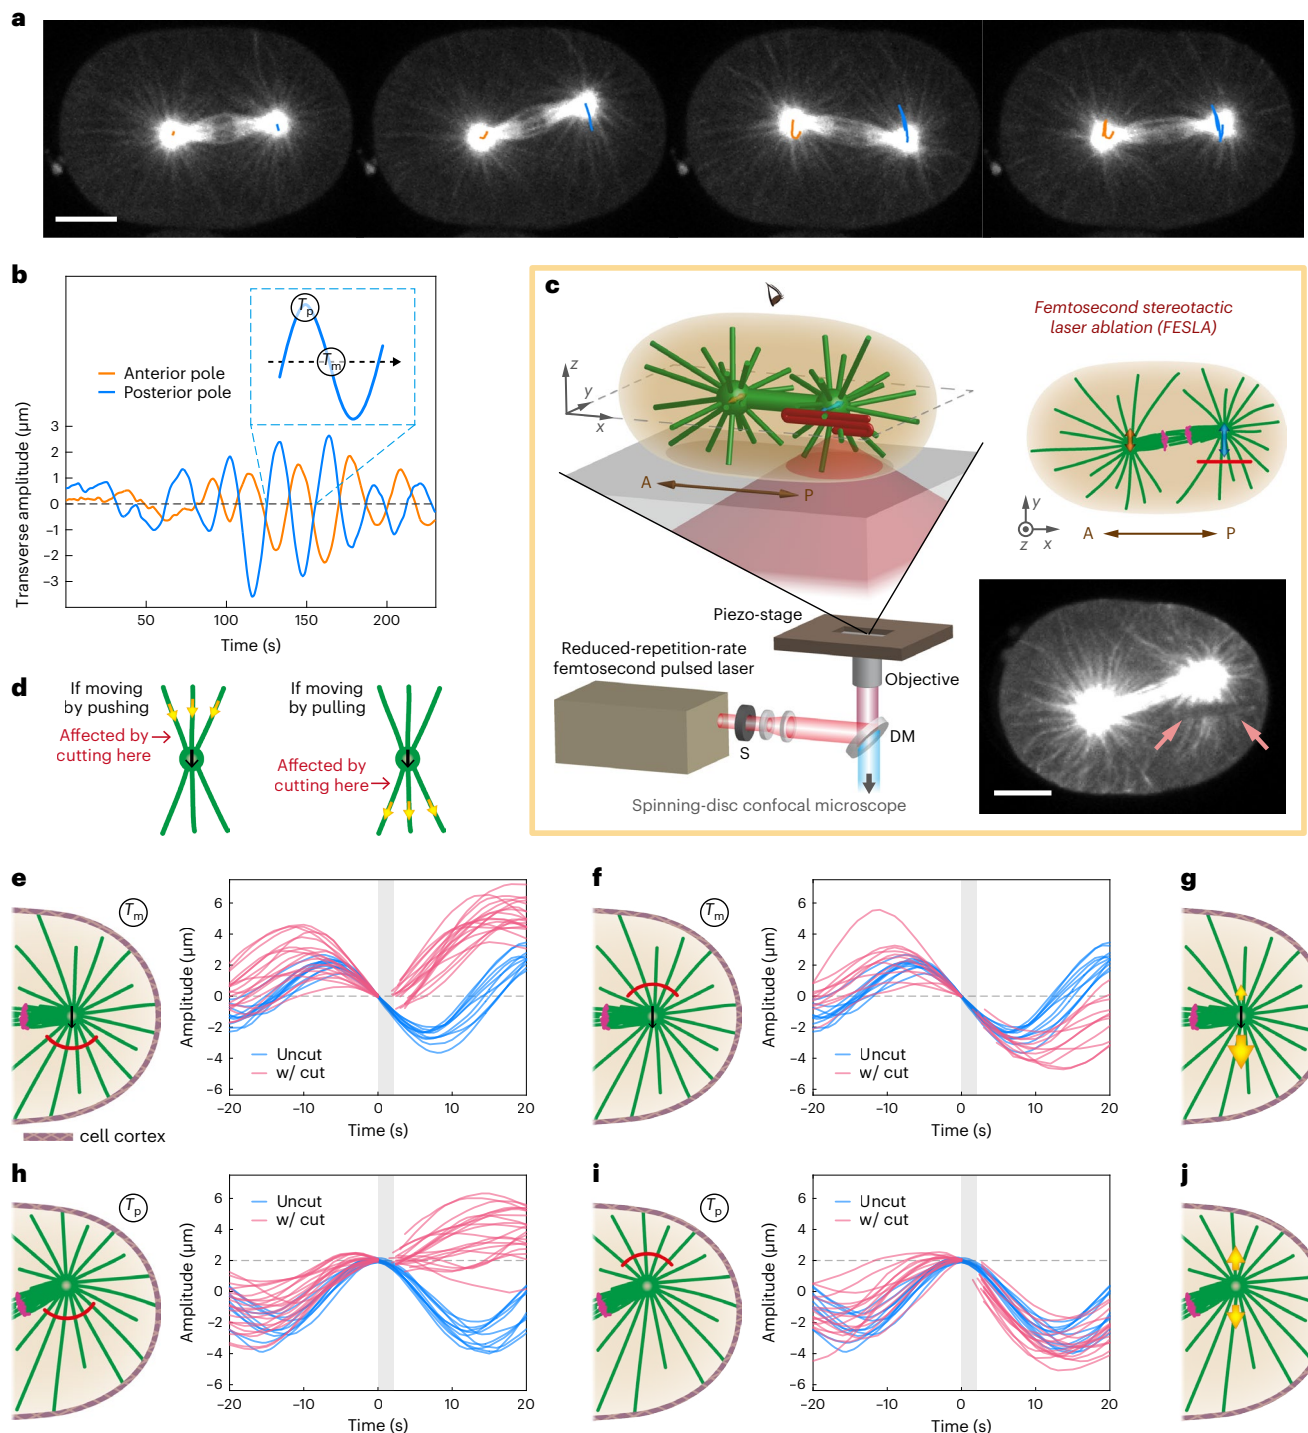 a
b
Tp
Tm
Anterior pole
Posterior pole
Transverse amplitude (μm)
3
2
1
0
−1
−2
−3
50
100
150
200
Time (s)
c
Femtosecond stereotactic
laser ablation (FESLA)
z
y
x
A
P
y
z
x
A
P
Piezo-stage
Reduced-repetition-rate
femtosecond pulsed laser
Objective
S
DM
Spinning-disc confocal microscope
d
If moving
by pushing
Affected by
cutting here
If moving
by pulling
Affected by
cutting here
e
Tm
Amplitude (μm)
6
4
2
0
−2
−4
−6
Uncut
w/ cut
−20
−10
0
10
20
Time (s)
cell cortex
f
Tm
Amplitude (μm)
6
4
2
0
−2
−4
−6
Uncut
w/ cut
−20
−10
0
10
20
Time (s)
g
h
Tp
Amplitude (μm)
6
4
2
0
−2
−4
−6
Uncut
w/ cut
−20
−10
0
10
20
Time (s)
i
Tp
Amplitude (μm)
6
4
2
0
−2
−4
−6
Uncut
w/ cut
−20
−10
0
10
20
Time (s)
j